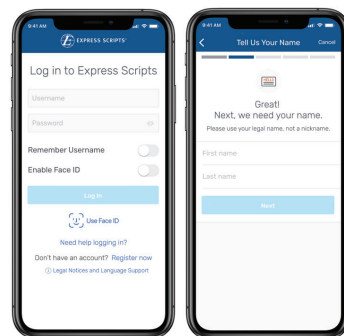 9:41 AM
EXPRESS SCRIPTS®
Log in to Express Scripts
Username
Password
Remember Username
Enable Face ID
Log In
Use Face ID
Need help logging in?
Don't have an account? Register now
Legal Notices and Language Support
9:41 AM
Tell Us Your Name
Cancel
HELLO
Great!
Next, we need your name.
Please use your legal name, not a nickname.
First name
Last name
Next